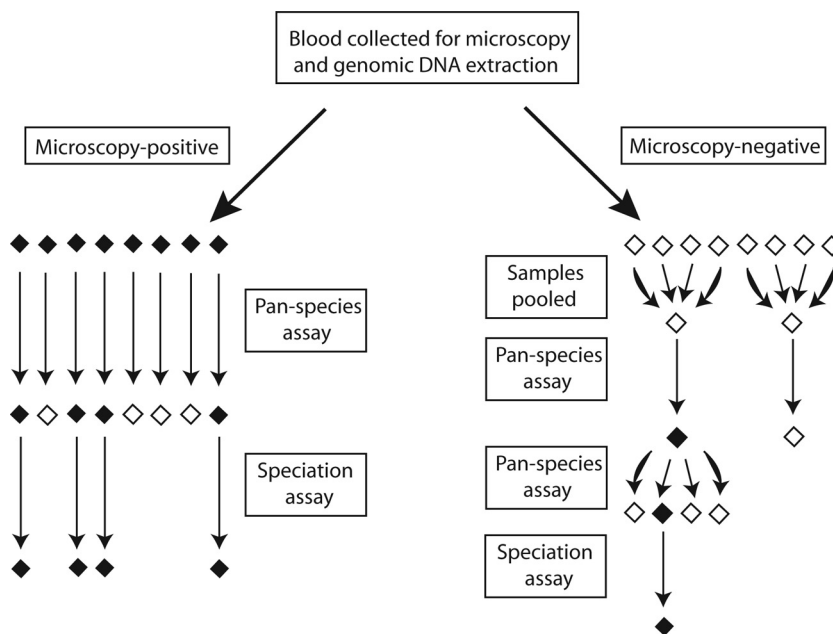 Blood collected for microscopy
and genomic DNA extraction
Microscopy-positive
Microscopy-negative
Pan-species
assay
Speciation
assay
Samples
pooled
Pan-species
assay
Pan-species
assay
Speciation
assay